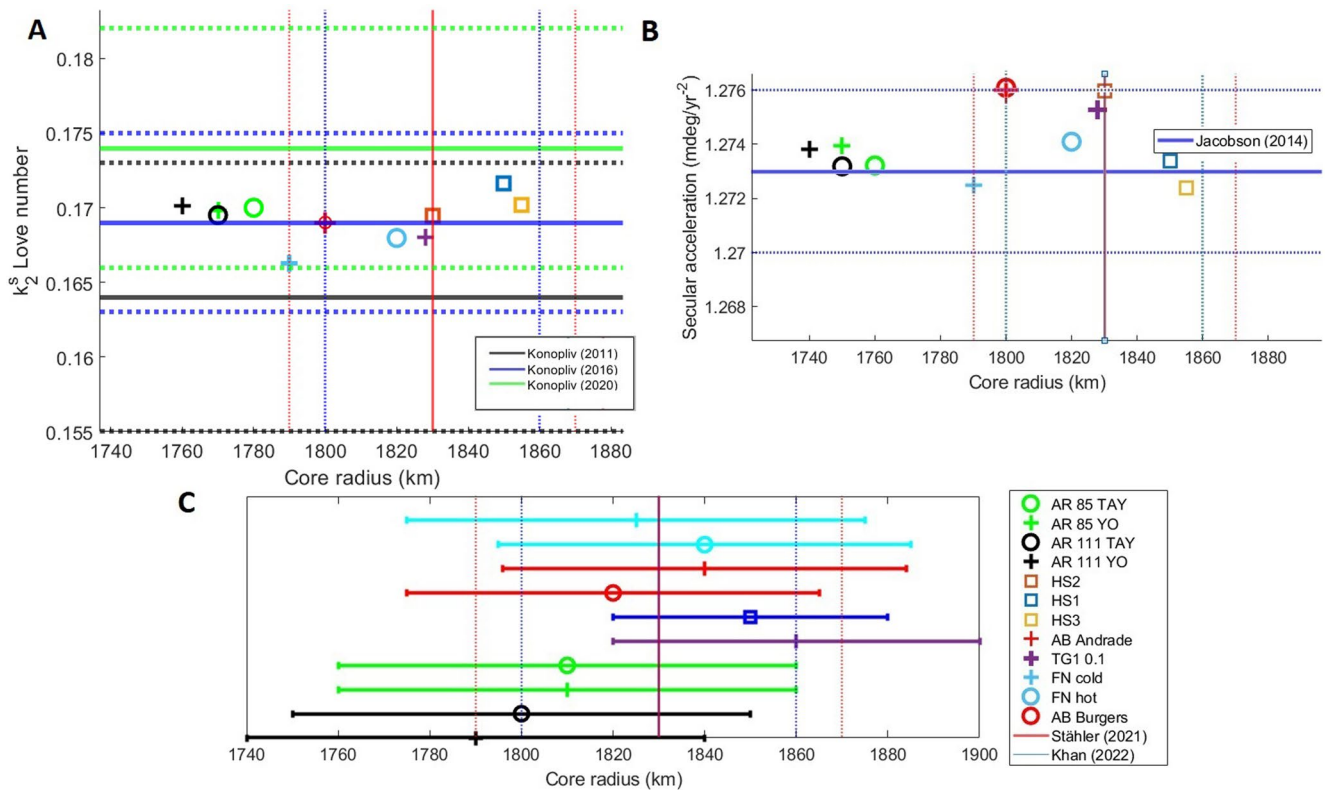 A
0.18
0.175
0.17
0.165
0.16
0.155
k₂ˢ Love number
Konopliv (2011)
Konopliv (2016)
Konopliv (2020)
1740 1760 1780 1800 1820 1840 1860 1880
Core radius (km)
B
1.276
1.274
1.272
1.27
1.268
Secular acceleration (mdeg/yr⁻²)
Jacobson (2014)
1740 1760 1780 1800 1820 1840 1860 1880
Core radius (km)
C
1740 1760 1780 1800 1820 1840 1860 1880 1900
Core radius (km)
AR 85 TAY
AR 85 YO
AR 111 TAY
AR 111 YO
HS2
HS1
HS3
AB Andrade
TG1 0.1
FN cold
FN hot
AB Burgers
Stähler (2021)
Khan (2022)